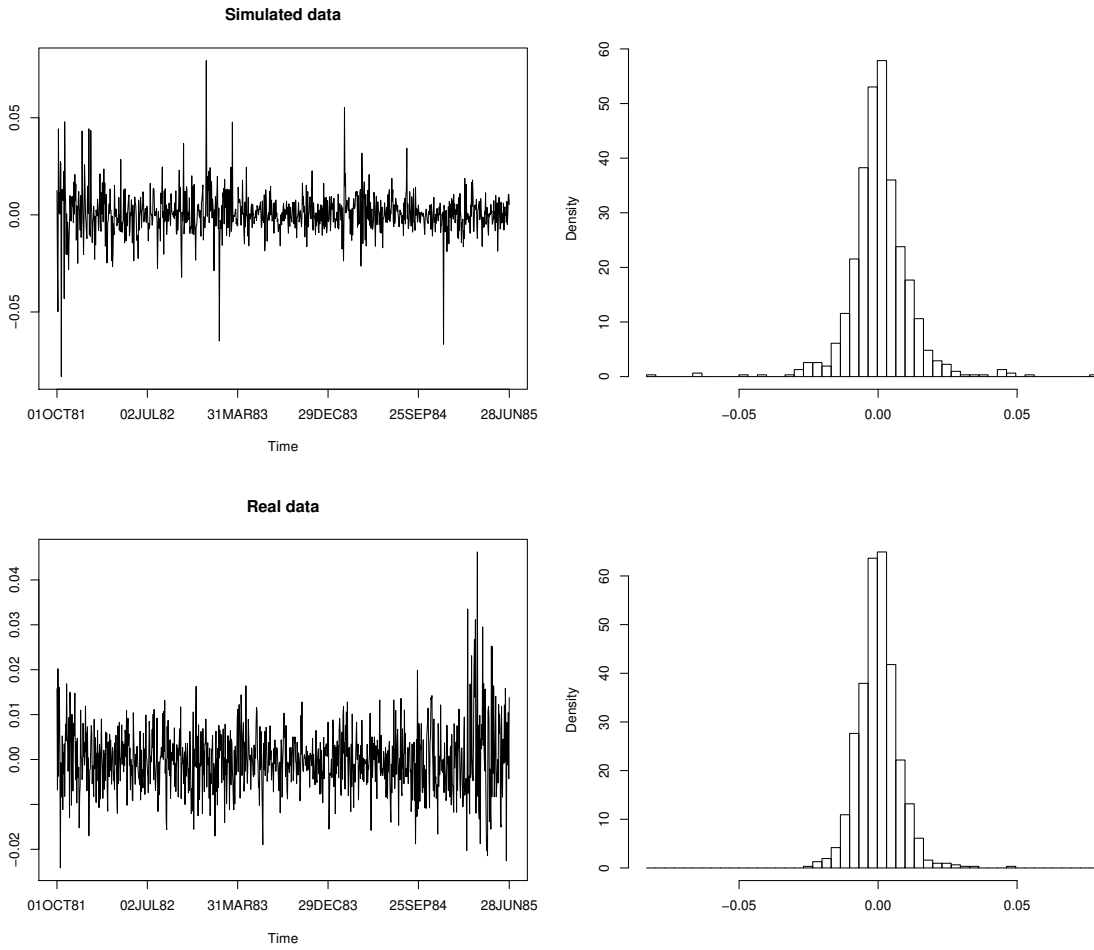 Simulated data
0.05
0.00
−0.05
01OCT81 02JUL82 31MAR83 29DEC83 25SEP84 28JUN85
Time
60
50
40
30
20
10
0
Density
−0.05 0.00 0.05
Real data
0.04
0.03
0.02
0.01
0.00
−0.02
01OCT81 02JUL82 31MAR83 29DEC83 25SEP84 28JUN85
Time
60
50
40
30
20
10
0
Density
−0.05 0.00 0.05